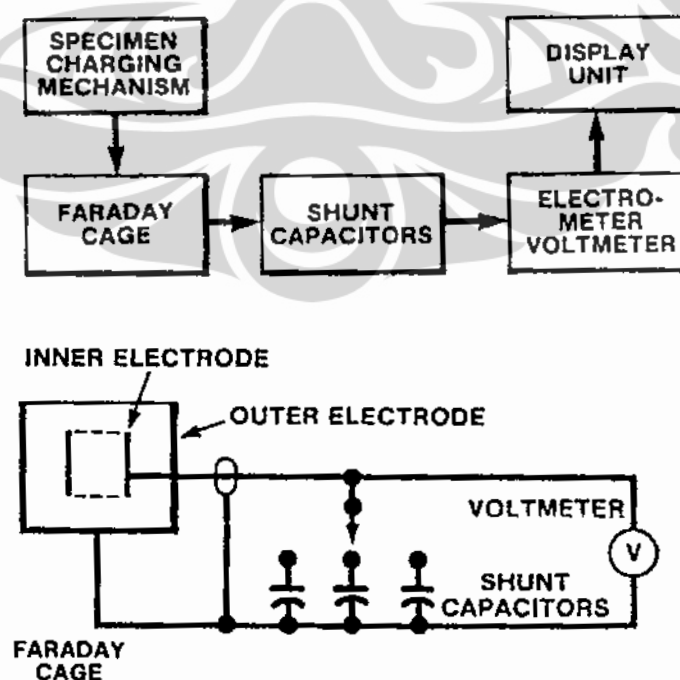 SPECIMEN
CHARGING
MECHANISM
DISPLAY
UNIT
FARADAY
CAGE
SHUNT
CAPACITORS
ELECTRO-
METER
VOLTMETER
INNER ELECTRODE
OUTER ELECTRODE
VOLTMETER
V
SHUNT
CAPACITORS
FARADAY
CAGE